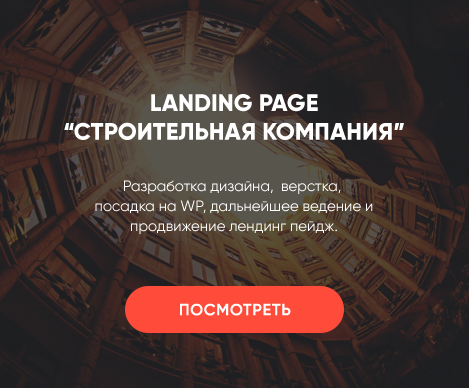 LANDING PAGE
“СТРОИТЕЛЬНАЯ КОМПАНИЯ”
Разработка дизайна, верстка,
посадка на WP, дальнейшее ведение и
продвижение лендинг пейдж.
ПОСМОТРЕТЬ